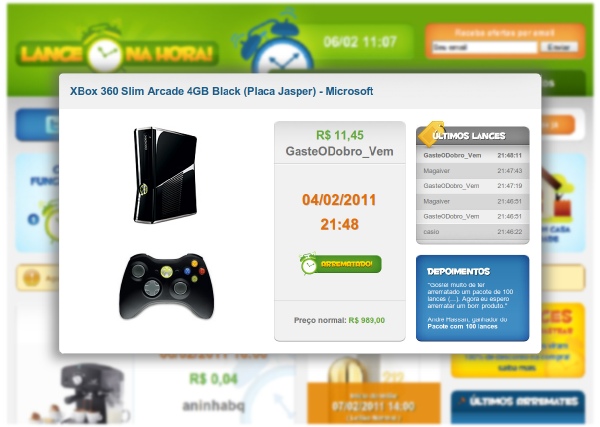 LANCE NA HORA!
06/02 11:07
Receba ofertas por email
Seu email
Enviar
XBox 360 Slim Arcade 4GB Black (Placa Jasper) - Microsoft
R$ 11,45
GasteODobro_Vem
04/02/2011
21:48
ARREMATADO!
Preço normal: R$ 989,00
ÚLTIMOS LANCES
GasteODobro_Vem 21:48:11
Magaiver 21:47:43
GasteODobro_Vem 21:47:19
Magaiver 21:46:51
GasteODobro_Vem 21:46:51
casio 21:46:22
DEPOIMENTOS
"Gostei muito de ter
arrematado um pacote de 100
lances (...). Agora eu espero
arrematar um bom produto."
André Massan, ganhador do
Pacote com 100 lances
R$ 0,04
aninhabq
07/02/2011 14:00
ÚLTIMOS ARREMATES